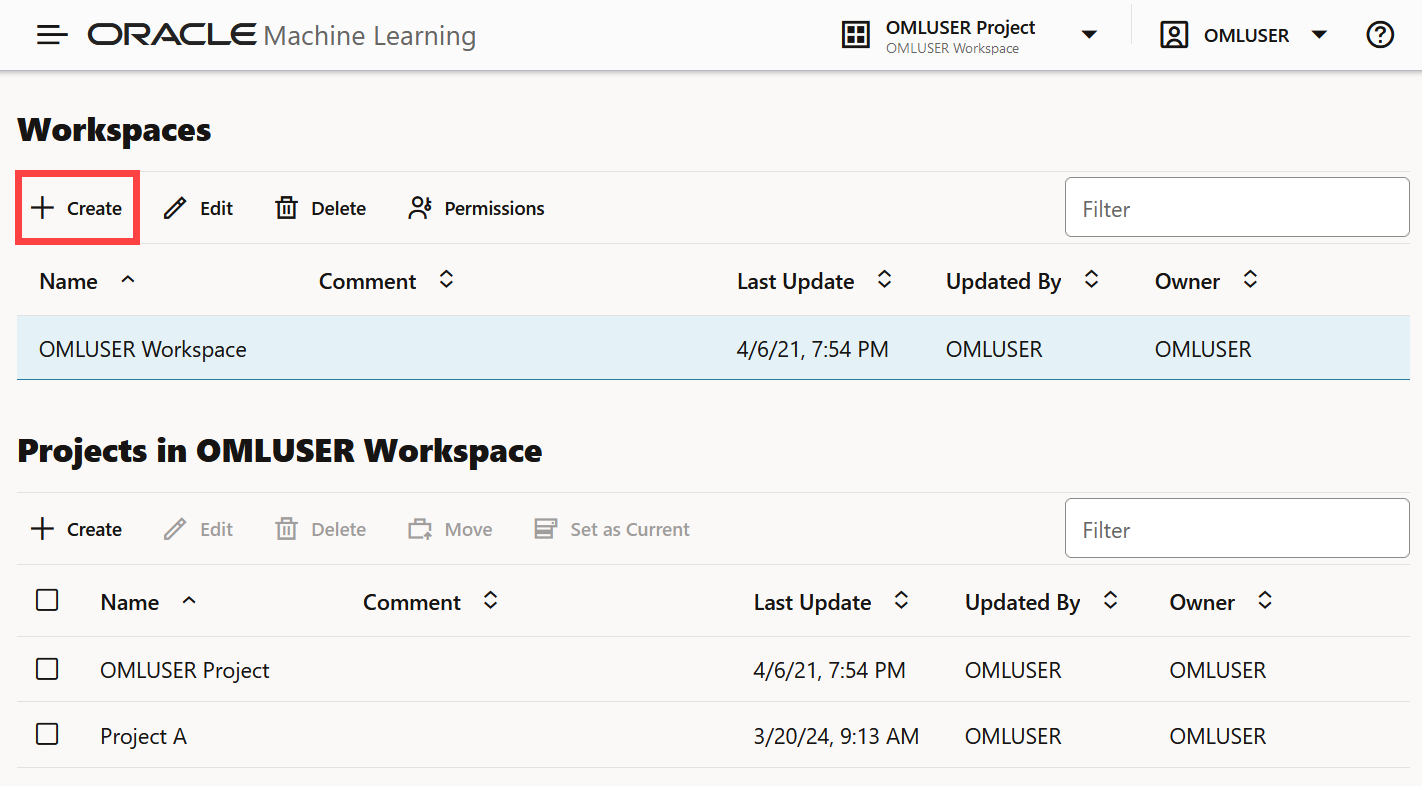 ORACLE Machine Learning
OMLUSER Project
OMLUSER Workspace
OMLUSER
?
Workspaces
Create Edit Delete Permissions Filter
Name Comment Last Update Updated By Owner
OMLUSER Workspace 4/6/21, 7:54 PM OMLUSER OMLUSER
Projects in OMLUSER Workspace
Create Edit Delete Move Set as Current Filter
Name Comment Last Update Updated By Owner
OMLUSER Project 4/6/21, 7:54 PM OMLUSER OMLUSER
Project A 3/20/24, 9:13 AM OMLUSER OMLUSER